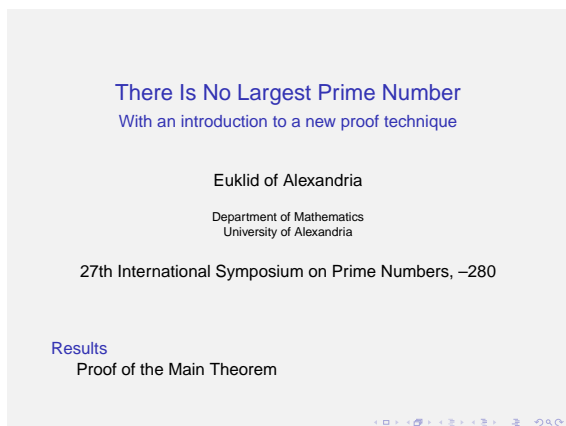 There Is No Largest Prime Number
With an introduction to a new proof technique
Euklid of Alexandria
Department of Mathematics
University of Alexandria
27th International Symposium on Prime Numbers, –280
Results
Proof of the Main Theorem